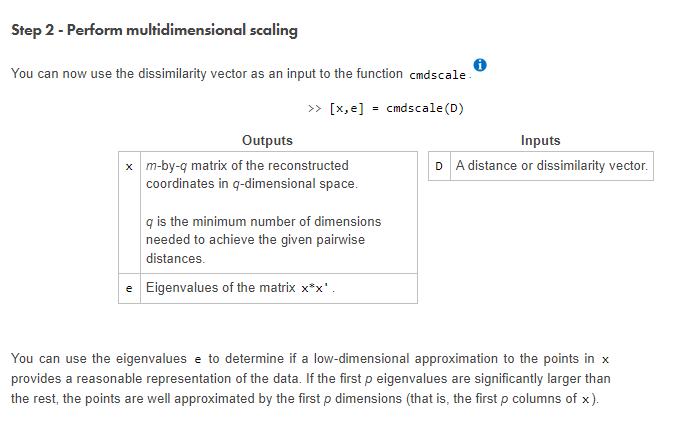 Step 2 - Perform multidimensional scaling
You can now use the dissimilarity vector as an input to the function cmdscale.
i
>> [x,e] = cmdscale(D)
Outputs
x m-by-q matrix of the reconstructed
coordinates in q-dimensional space.
q is the minimum number of dimensions
needed to achieve the given pairwise
distances.
e Eigenvalues of the matrix x*x'.
Inputs
D A distance or dissimilarity vector.
You can use the eigenvalues e to determine if a low-dimensional approximation to the points in x
provides a reasonable representation of the data. If the first p eigenvalues are significantly larger than
the rest, the points are well approximated by the first p dimensions (that is, the first p columns of x).